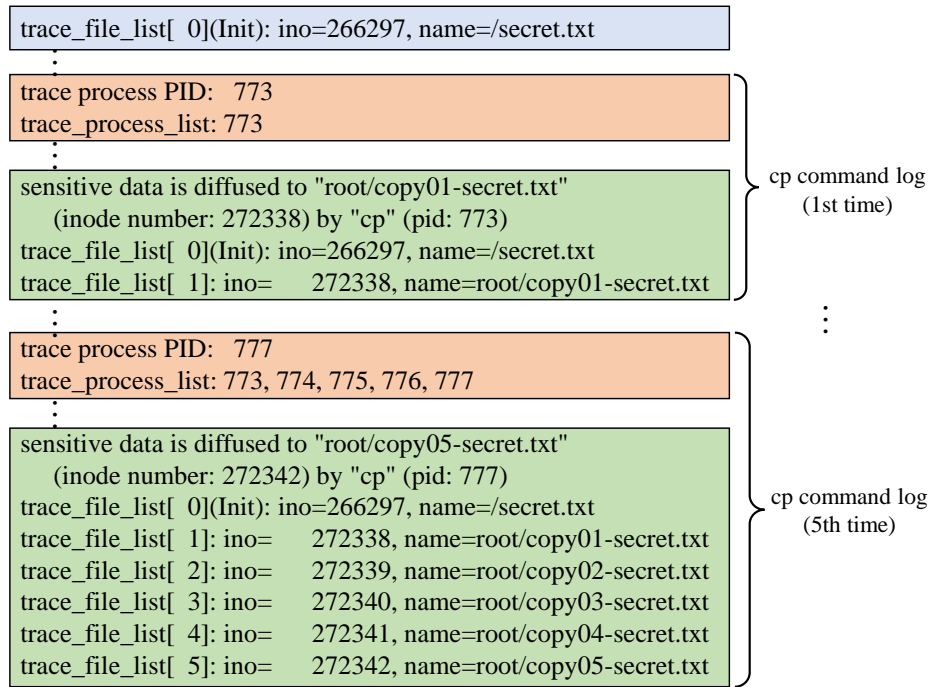 trace_file_list[  0](Init): ino=266297, name=/secret.txt
trace process PID:   773
trace_process_list: 773
sensitive data is diffused to "root/copy01-secret.txt"
(inode number: 272338) by "cp" (pid: 773)
trace_file_list[  0](Init): ino=266297, name=/secret.txt
trace_file_list[  1]: ino=      272338, name=root/copy01-secret.txt
cp command log
(1st time)
trace process PID:   777
trace_process_list: 773, 774, 775, 776, 777
sensitive data is diffused to "root/copy05-secret.txt"
(inode number: 272342) by "cp" (pid: 777)
trace_file_list[  0](Init): ino=266297, name=/secret.txt
trace_file_list[  1]: ino=      272338, name=root/copy01-secret.txt
trace_file_list[  2]: ino=      272339, name=root/copy02-secret.txt
trace_file_list[  3]: ino=      272340, name=root/copy03-secret.txt
trace_file_list[  4]: ino=      272341, name=root/copy04-secret.txt
trace_file_list[  5]: ino=      272342, name=root/copy05-secret.txt
cp command log
(5th time)